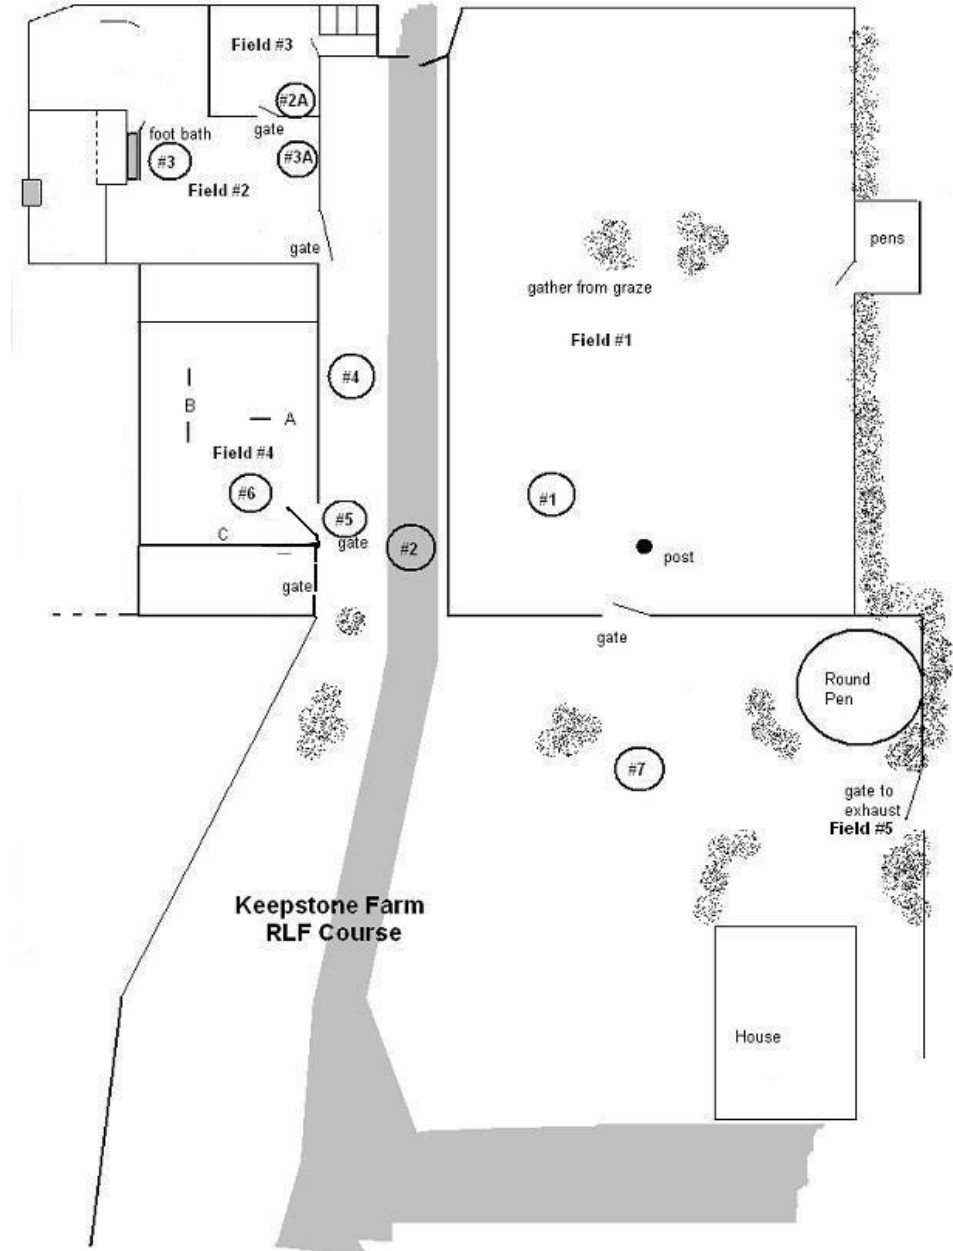 Field #3
#2A
gate
foot bath
#3
#3A
Field #2
gate
pens
gather from graze
Field #1
#4
B
A
Field #4
#6
#1
#5
C
gate
#2
post
gate
gate
Round
Pen
#7
gate to
exhaust
Field #5
Keepstone Farm
RLF Course
House